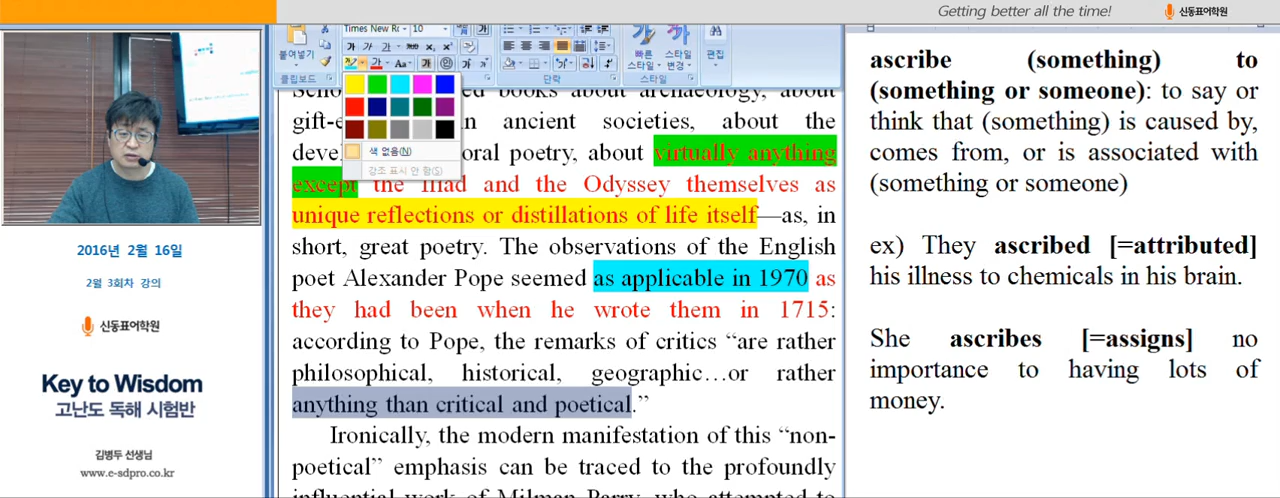 Getting better all the time!
신동표어학원
Times New Ro
10
붙여넣기
클립보드
단락
빠른 스타일
스타일 변경
스타일
편집
색 없음(N)
강조 표시 안 함(S)
books about archaeology, about
in ancient societies, about the
oral poetry, about virtually anything
except the Iliad and the Odyssey themselves as
unique reflections or distillations of life itself—as, in
short, great poetry. The observations of the English
poet Alexander Pope seemed as applicable in 1970 as
they had been when he wrote them in 1715:
according to Pope, the remarks of critics “are rather
philosophical, historical, geographic…or rather
anything than critical and poetical.”
Ironically, the modern manifestation of this “non-
poetical” emphasis can be traced to the profoundly
influential work of Milman Parry, who attempted to
ascribe (something) to
(something or someone): to say or
think that (something) is caused by,
comes from, or is associated with
(something or someone)
ex) They ascribed [=attributed]
his illness to chemicals in his brain.
She ascribes [=assigns] no
importance to having lots of
money.
2016년 2월 16일
2월 3회차 강의
신동표어학원
Key to Wisdom
고난도 독해 시험반
김병두 선생님
www.e-sdpro.co.kr